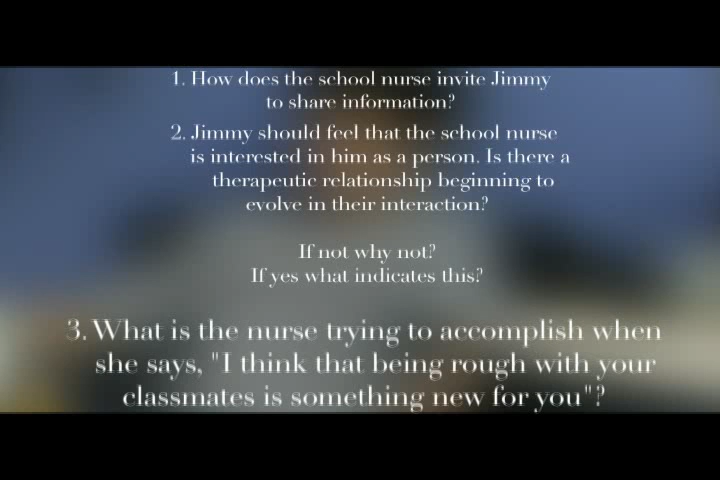 1. How does the school nurse invite Jimmy
to share information?
2. Jimmy should feel that the school nurse
is interested in him as a person. Is there a
therapeutic relationship beginning to
evolve in their interaction?
If not why not?
If yes what indicates this?
3. What is the nurse trying to accomplish when
she says, "I think that being rough with your
classmates is something new for you"?